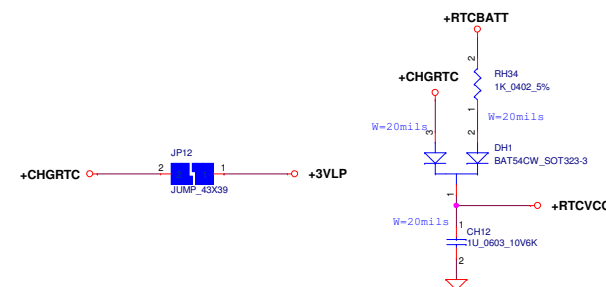 +RTCBATT
2
RH34
1K_0402_5%
+CHGRTC
1
W=20mils
W=20mils
3
2
DH1
BAT54CW_SOT323-3
JP12
+CHGRTC
2
1
+3VLP
JUMP_43X39
1
+RTCVCC
W=20mils
1
CH12
1U_0603_10V6K
2